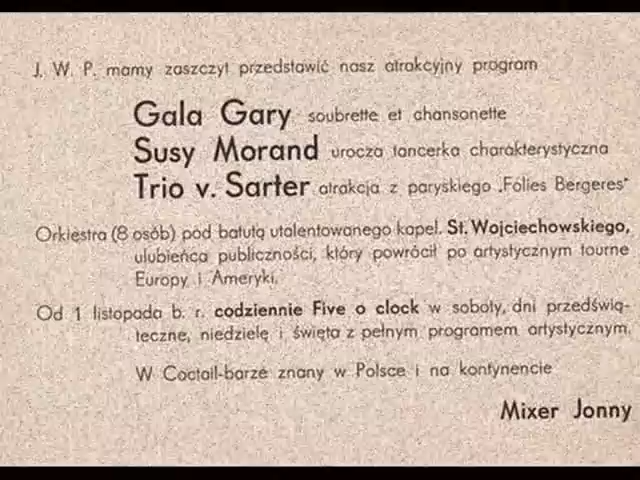 J. W. P. mamy zaszczyt przedstawić nasz atrakcyjny program
Gala Gary soubrette et chansonette
Susy Morand urocza tancerka charakterystyczna
Trio v. Sarter atrakcja z paryskiego „Folies Bergeres"
Orkiestra (8 osób) pod batutą utalentowanego kapel. St. Wojciechowskiego,
ulubieńca publiczności, który powrócił po artystycznym tourne
Europy i Ameryki.
Od 1 listopada b. r. codziennie Five o clock w soboty, dni przedświą-
teczne, niedzielę i święta z pełnym programem artystycznym.
W Coctail-barze znany w Polsce i na kontynencie
Mixer Jonny